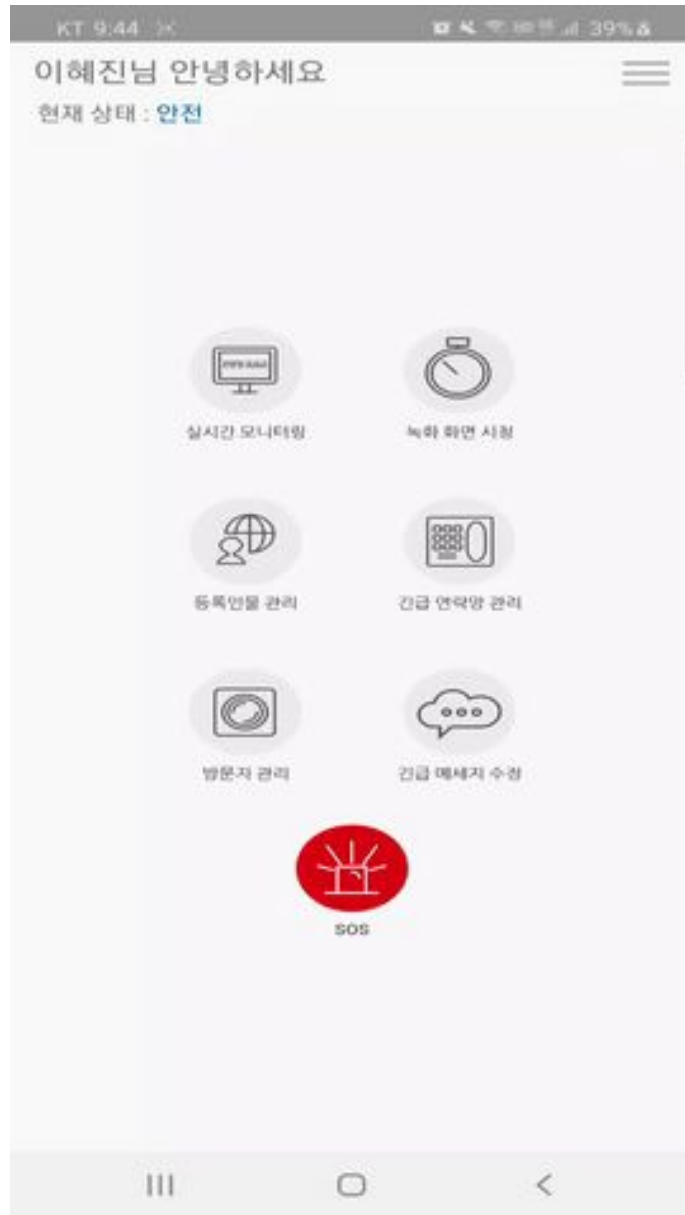 KT 9:44
39%
이혜진님 안녕하세요
현재 상태 : 안전
실시간 모니터링
녹화 화면 시청
등록인물 관리
긴급 연락망 관리
방문자 관리
긴급 메세지 수정
SOS